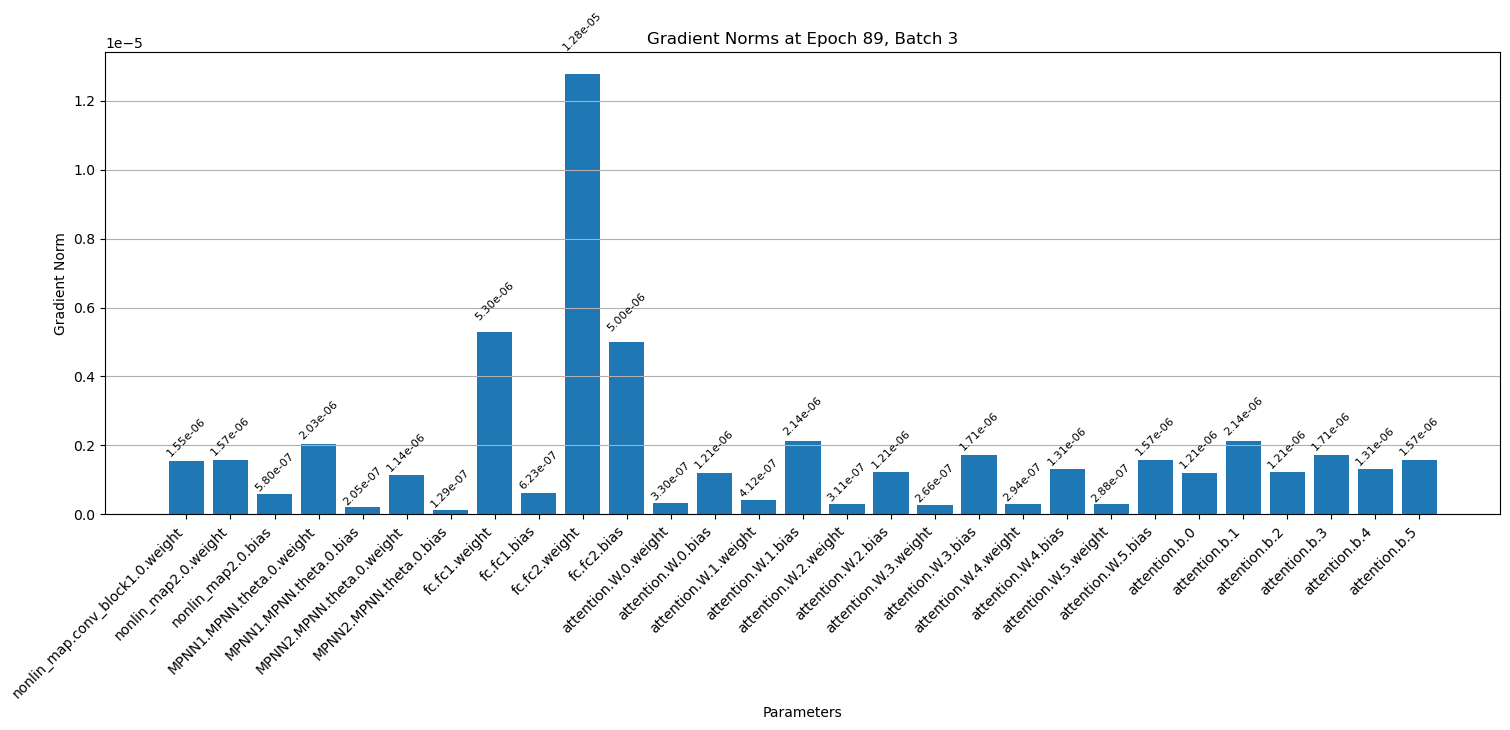 Gradient Norms at Epoch 89, Batch 3
1e−5
Gradient Norm
1.2
1.0
0.8
0.6
0.4
0.2
0.0
1.55e-06
1.57e-06
5.80e-07
2.03e-06
2.05e-07
1.14e-06
1.29e-07
5.30e-06
6.23e-07
1.28e-05
5.00e-06
3.30e-07
1.21e-06
4.12e-07
2.14e-06
3.11e-07
1.21e-06
2.66e-07
1.71e-06
2.94e-07
1.31e-06
2.88e-07
1.57e-06
1.21e-06
2.14e-06
1.21e-06
1.71e-06
1.31e-06
1.57e-06
nonlin_map.conv_block1.0.weight
nonlin_map2.0.weight
nonlin_map2.0.bias
MPNN1.MPNN.theta.0.weight
MPNN1.MPNN.theta.0.bias
MPNN2.MPNN.theta.0.weight
MPNN2.MPNN.theta.0.bias
fc.fc1.weight
fc.fc1.bias
fc.fc2.weight
fc.fc2.bias
attention.W.0.weight
attention.W.0.bias
attention.W.1.weight
attention.W.1.bias
attention.W.2.weight
attention.W.2.bias
attention.W.3.weight
attention.W.3.bias
attention.W.4.weight
attention.W.4.bias
attention.W.5.weight
attention.W.5.bias
attention.b.0
attention.b.1
attention.b.2
attention.b.3
attention.b.4
attention.b.5
Parameters